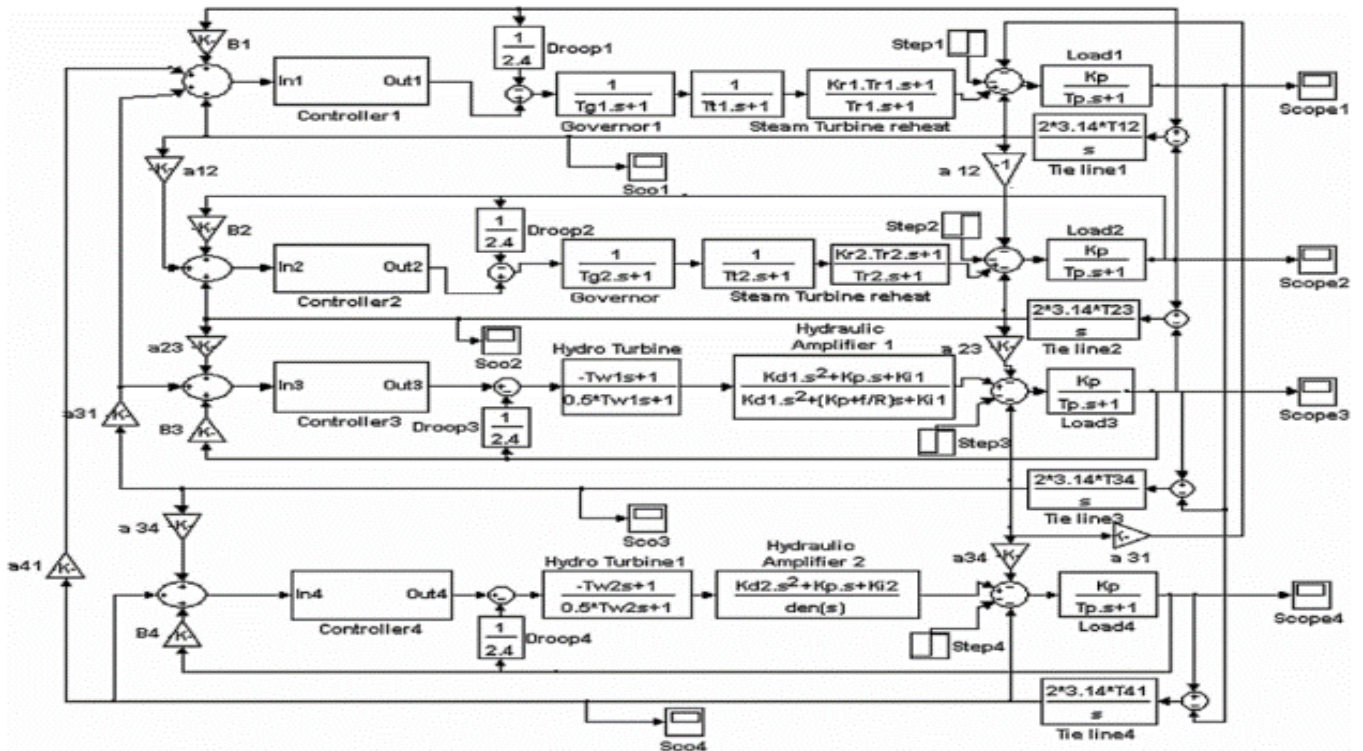 -K-
B1
1
2.4
Droop1
Step1
Load1
In1
Out1
Controller1
1
Tg1.s+1
Governor1
1
Tt1.s+1
Kr1.Tr1.s+1
Tr1.s+1
Steam Turbine reheat
Kp
Tp.s+1
Scope1
2*3.14*T12
s
Tie line1
-K-
a12
Sco1
-1
a 12
-K-
B2
1
2.4
Droop2
Step2
Load2
In2
Out2
Controller2
1
Tg2.s+1
Governor
1
Tt2.s+1
Kr2.Tr2.s+1
Tr2.s+1
Steam Turbine reheat
Kp
Tp.s+1
Scope2
2*3.14*T23
s
Tie line2
-K-
a23
Sco2
Hydro Turbine
Hydraulic
Amplifier 1
a 23
K-
In3
Out3
Controller3
-Tw1s+1
0.5*Tw1s+1
Kd1.s²+Kp.s+Ki1
Kd1.s²+(Kp+f/R)s+Ki1
Kp
Tp.s+1
Load3
Scope3
a31
-K-
B3
K-
Droop3
1
2.4
Step3
2*3.14*T34
s
Tie line3
a 34
-K-
Sco3
a34
-K-
K-
a 31
a41
-K-
Hydro Turbine1
Hydraulic
Amplifier 2
In4
Out4
Controller4
-Tw2s+1
0.5*Tw2s+1
Kd2.s²+Kp.s+Ki2
den(s)
Kp
Tp.s+1
Load4
Scope4
B4
K-
1
2.4
Droop4
Step4
2*3.14*T41
s
Tie line4
Sco4